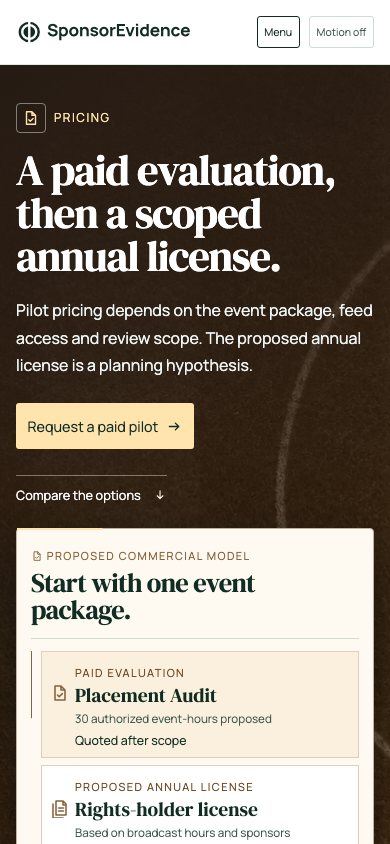 SponsorEvidence
Menu
Motion off
PRICING
A paid evaluation,
then a scoped
annual license.
Pilot pricing depends on the event package, feed
access and review scope. The proposed annual
license is a planning hypothesis.
Request a paid pilot →
Compare the options ↓
PROPOSED COMMERCIAL MODEL
Start with one event
package.
PAID EVALUATION
Placement Audit
30 authorized event-hours proposed
Quoted after scope
PROPOSED ANNUAL LICENSE
Rights-holder license
Based on broadcast hours and sponsors